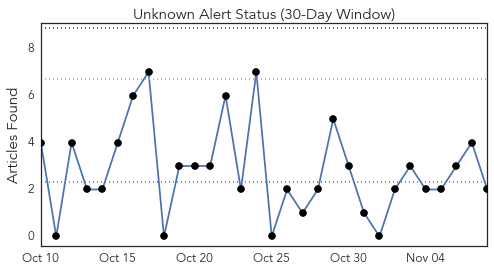 Unknown Alert Status (30-Day Window)
Articles Found
8
6
4
2
0
Oct 10 Oct 15 Oct 20 Oct 25 Oct 30 Nov 04